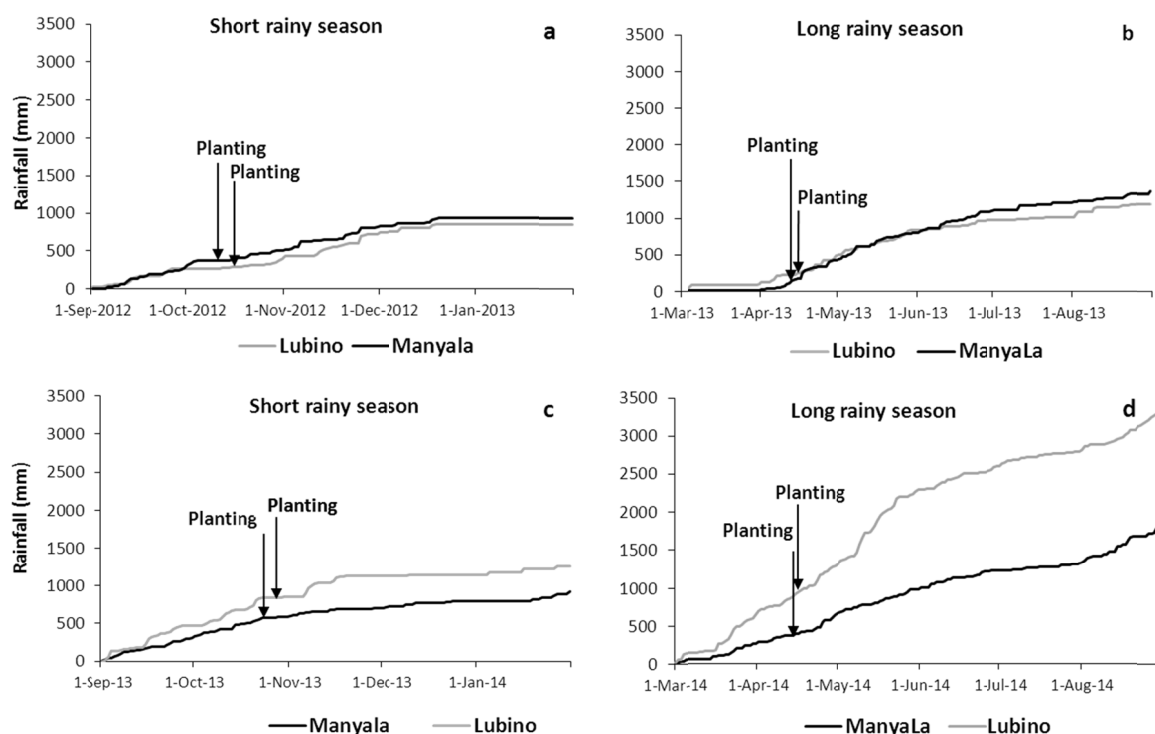 Short rainy season a
Rainfall (mm)
3500
3000
2500
2000
1500
1000
500
0
Planting
Planting
1-Sep-2012 1-Oct-2012 1-Nov-2012 1-Dec-2012 1-Jan-2013
Lubino Manyala
Long rainy season b
3500
3000
2500
2000
1500
1000
500
0
Planting
Planting
1-Mar-13 1-Apr-13 1-May-13 1-Jun-13 1-Jul-13 1-Aug-13
Lubino ManyaLa
Short rainy season c
Rainfall (mm)
3500
3000
2500
2000
1500
1000
500
0
Planting Planting
1-Sep-13 1-Oct-13 1-Nov-13 1-Dec-13 1-Jan-14
Manyala Lubino
Long rainy season d
3500
3000
2500
2000
1500
1000
500
0
Planting
Planting
1-Mar-14 1-Apr-14 1-May-14 1-Jun-14 1-Jul-14 1-Aug-14
ManyaLa Lubino